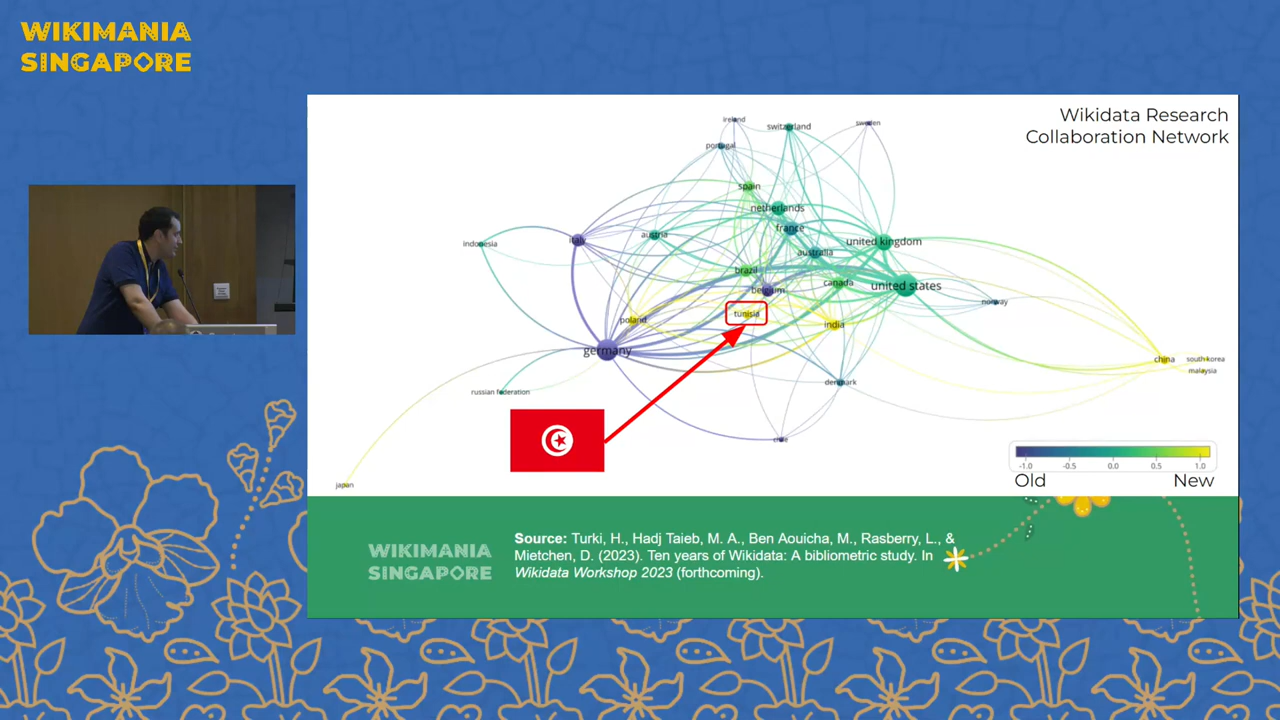 WIKIMANIA
SINGAPORE
Wikidata Research
Collaboration Network
ireland
switzerland
sweden
portugal
spain
netherlands
france
united kingdom
indonesia
italy
austria
australia
brazil
canada
belgium
united states
norway
tunisia
poland
india
germany
china
south korea
malaysia
denmark
russian federation
chile
japan
-1.0 -0.5 0.0 0.5 1.0
Old New
WIKIMANIA
SINGAPORE
Source: Turki, H., Hadj Taieb, M. A., Ben Aouicha, M., Rasberry, L., &
Mietchen, D. (2023). Ten years of Wikidata: A bibliometric study. In
Wikidata Workshop 2023 (forthcoming).